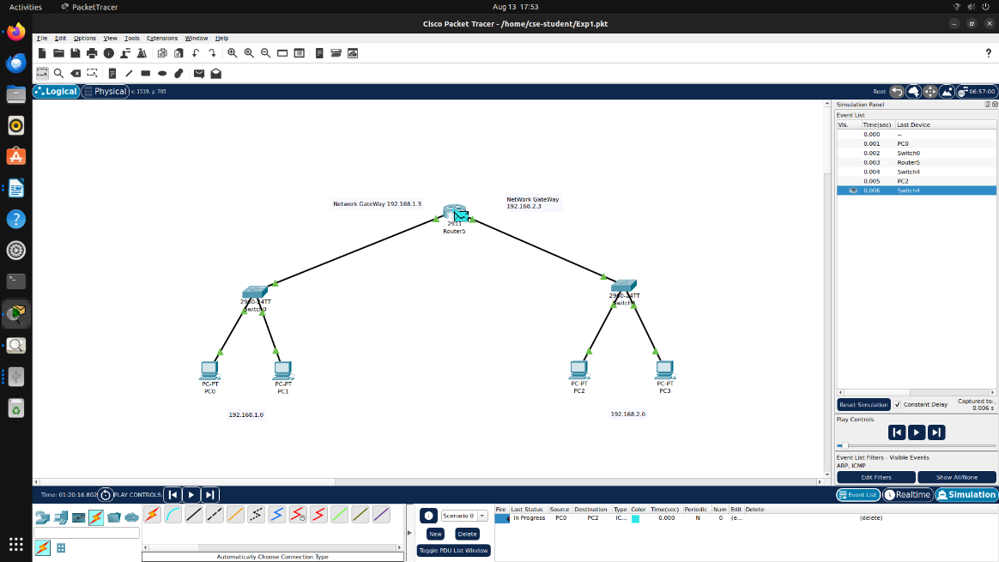 Activities
PacketTracer
Aug 13 17:53
Cisco Packet Tracer - /home/cse-student/Exp1.pkt
File Edit Options View Tools Extensions Window Help
Logical
Physical
x: 1519, y: 705
Root
06:57:00
Network GateWay 192.168.1.3
NetWork GateWay
192.168.2.3
2911
Router5
2960-24TT
Switch0
2960-24TT
Switch4
PC-PT
PC0
PC-PT
PC1
PC-PT
PC2
PC-PT
PC3
192.168.1.0
192.168.2.0
Simulation Panel
Event List
Vis. Time(sec) Last Device
0.000 --
0.001 PC0
0.002 Switch0
0.003 Router5
0.004 Switch4
0.005 PC2
0.006 Switch4
Reset Simulation
Constant Delay
Captured to:
0.006 s
Play Controls
Event List Filters - Visible Events
ARP, ICMP
Edit Filters
Show All/None
Time: 01:20:16.802
PLAY CONTROLS:
Event List
Realtime
Simulation
Automatically Choose Connection Type
Scenario 0
New
Delete
Toggle PDU List Window
Fire Last Status Source Destination Type Color Time(sec) Periodic Num Edit Delete
In Progress PC0 PC2 IC... 0.000 N 0 (e... (delete)